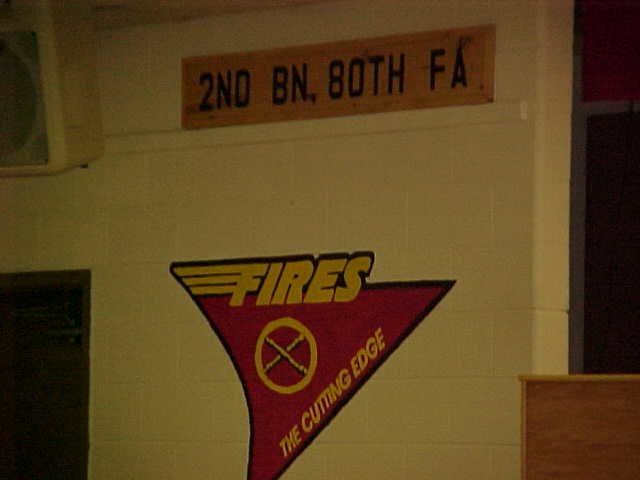 2ND BN, 80TH FA
FIRES
THE CUTTING EDGE